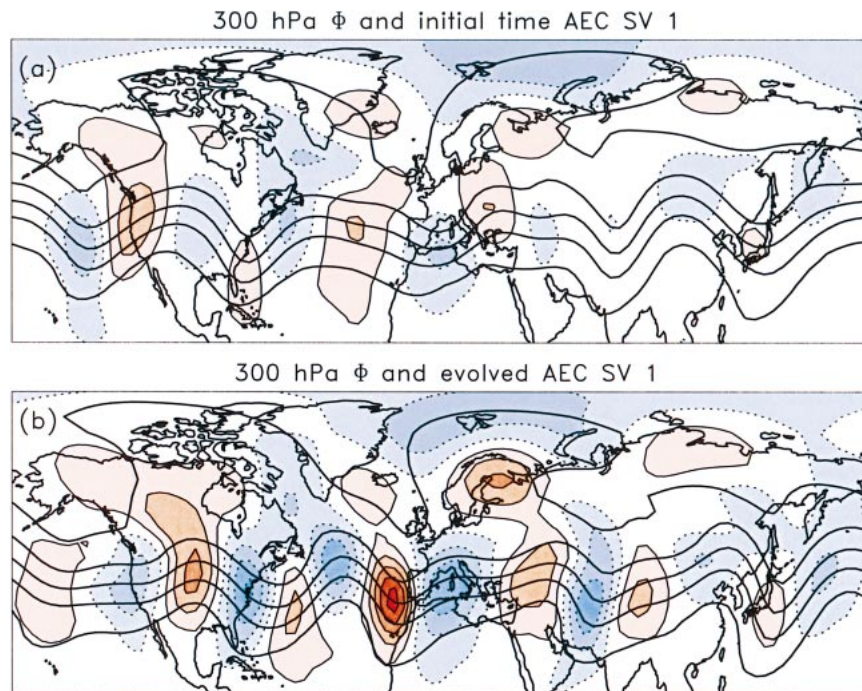 300 hPa Φ and initial time AEC SV 1
(a)
300 hPa Φ and evolved AEC SV 1
(b)